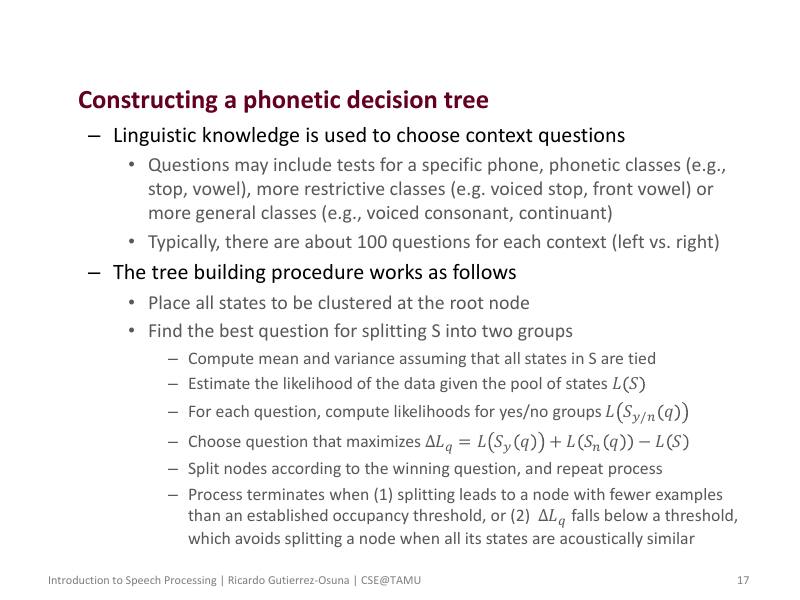 Constructing a phonetic decision tree
– Linguistic knowledge is used to choose context questions
• Questions may include tests for a specific phone, phonetic classes (e.g.,
stop, vowel), more restrictive classes (e.g. voiced stop, front vowel) or
more general classes (e.g., voiced consonant, continuant)
• Typically, there are about 100 questions for each context (left vs. right)
– The tree building procedure works as follows
• Place all states to be clustered at the root node
• Find the best question for splitting S into two groups
– Compute mean and variance assuming that all states in S are tied
– Estimate the likelihood of the data given the pool of states 𝐿(𝑆)
– For each question, compute likelihoods for yes/no groups 𝐿(𝑆_{𝑦/𝑛}(𝑞))
– Choose question that maximizes Δ𝐿_𝑞 = 𝐿(𝑆_𝑦(𝑞)) + 𝐿(𝑆_𝑛(𝑞)) − 𝐿(𝑆)
– Split nodes according to the winning question, and repeat process
– Process terminates when (1) splitting leads to a node with fewer examples
than an established occupancy threshold, or (2) Δ𝐿_𝑞 falls below a threshold,
which avoids splitting a node when all its states are acoustically similar
Introduction to Speech Processing | Ricardo Gutierrez-Osuna | CSE@TAMU 17